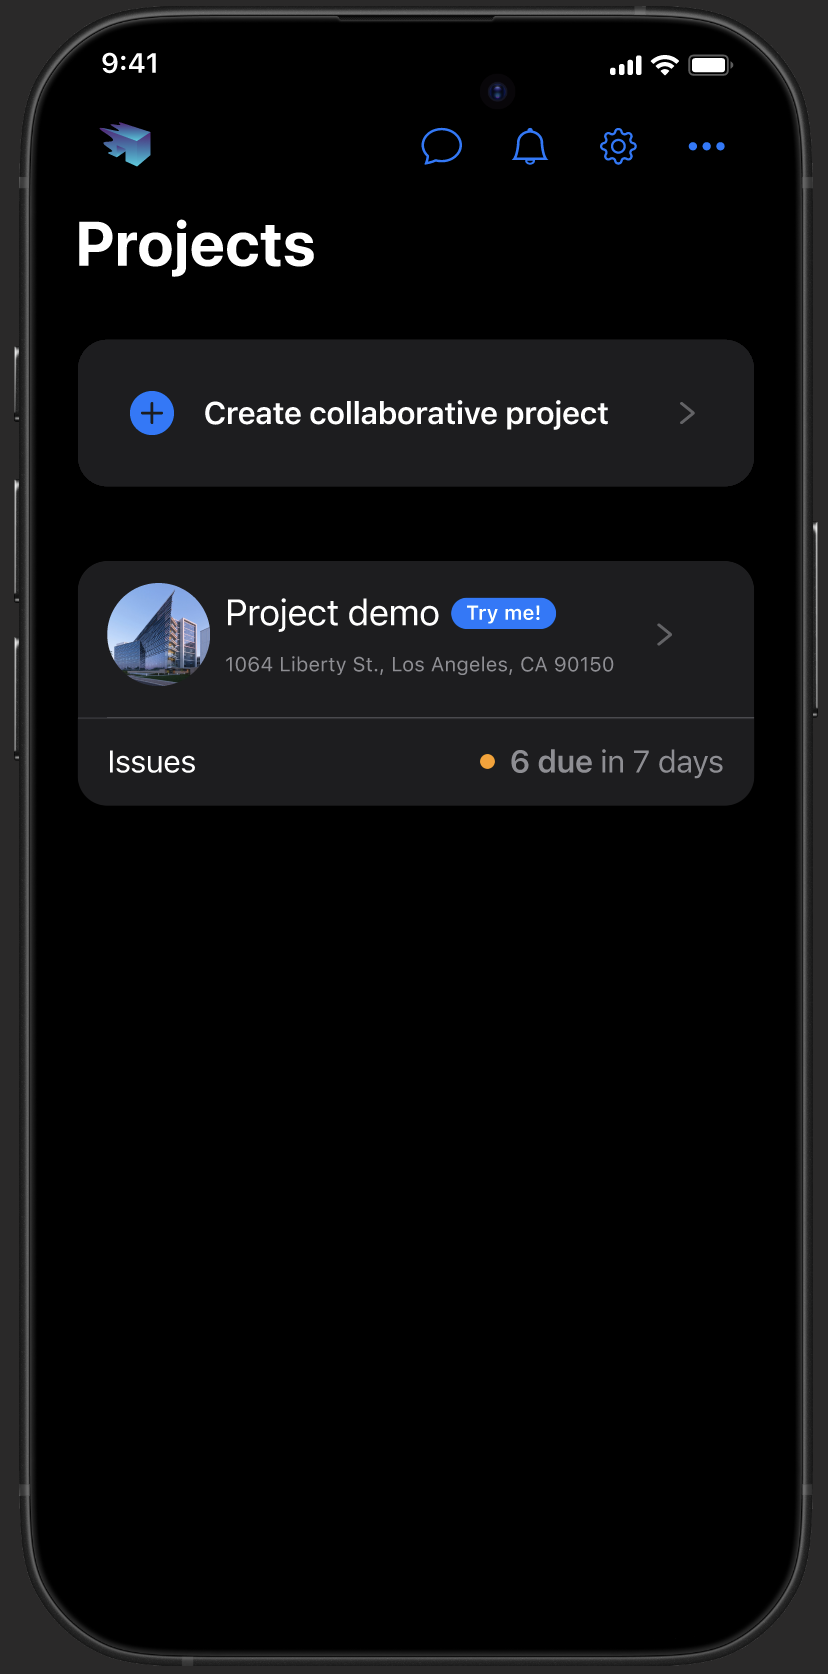 9:41
Projects
Create collaborative project
Project demo Try me!
1064 Liberty St., Los Angeles, CA 90150
Issues 6 due in 7 days